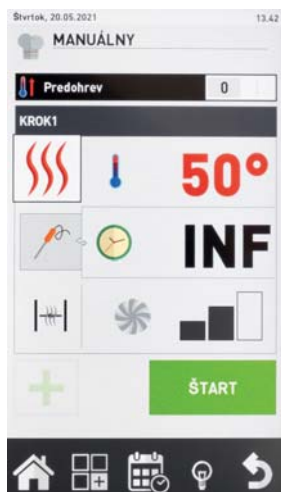 Štvrtok, 20.05.2021 13.42
MANUÁLNY
Predohrev 0
KROK1
50°
INF
ŠTART